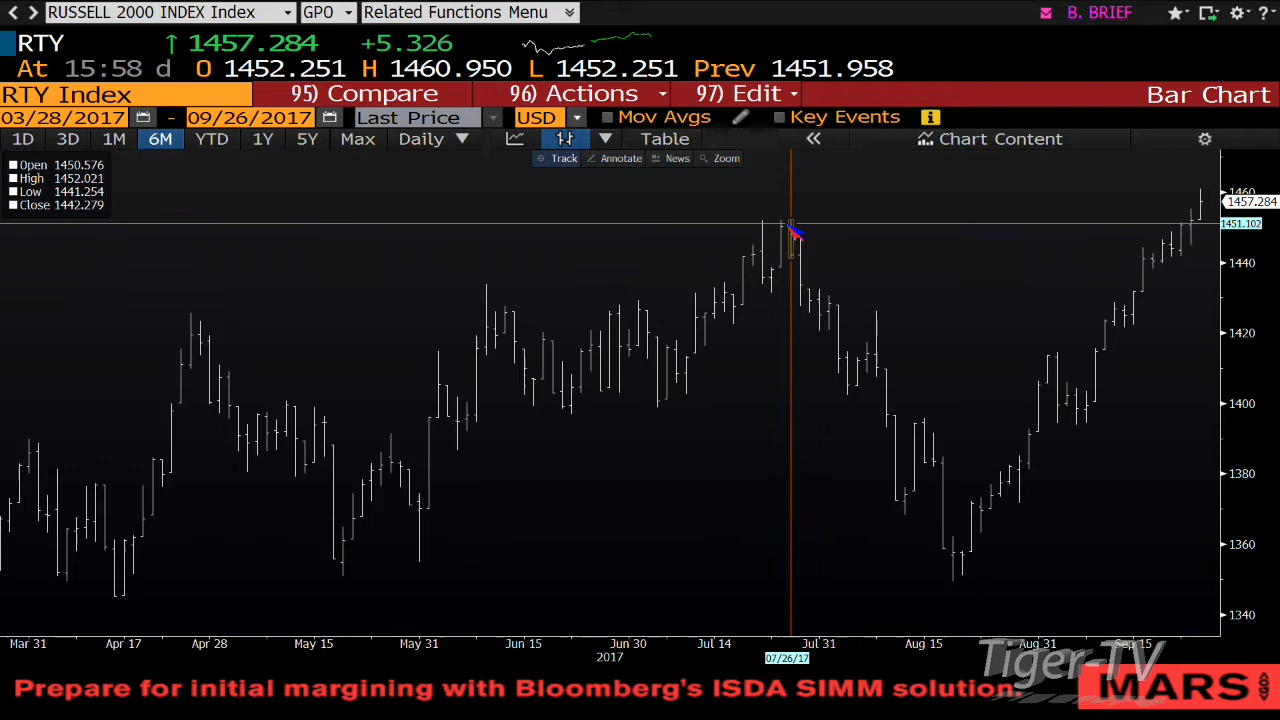 RUSSELL 2000 INDEX Index GPO Related Functions Menu B. BRIEF
RTY ↑ 1457.284 +5.326
At 15:58 d O 1452.251 H 1460.950 L 1452.251 Prev 1451.958
RTY Index 95) Compare 96) Actions 97) Edit Bar Chart
03/28/2017 - 09/26/2017 Last Price USD Mov Avgs Key Events
1D 3D 1M 6M YTD 1Y 5Y Max Daily Table Chart Content
Track Annotate News Zoom
Open 1450.576
High 1452.021
Low 1441.254
Close 1442.279
1460
1457.284
1451.102
1440
1420
1400
1380
1360
1340
Mar 31 Apr 17 Apr 28 May 15 May 31 Jun 15 Jun 30 Jul 14 Jul 31 Aug 15 Aug 31 Sep 15
2017 07/26/17
Tiger-TV
Prepare for initial margining with Bloomberg's ISDA SIMM solution. MARS